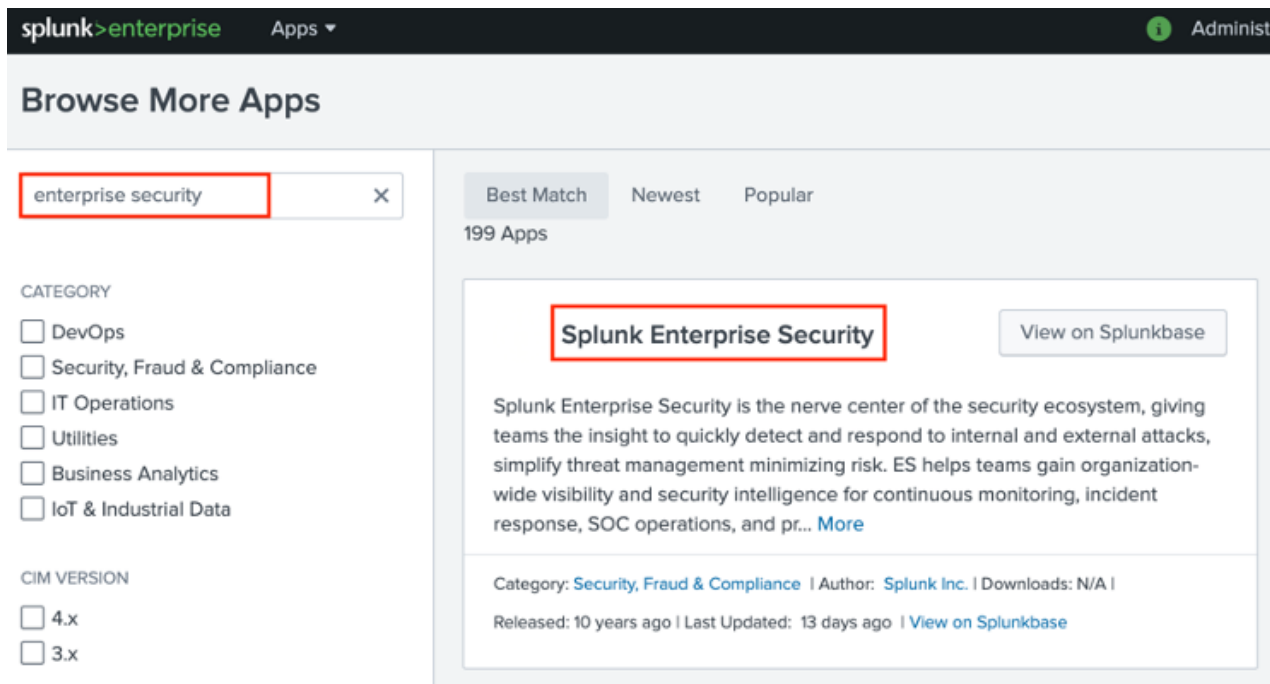 splunk>enterprise Apps
i Administ
Browse More Apps
enterprise security
CATEGORY
DevOps
Security, Fraud & Compliance
IT Operations
Utilities
Business Analytics
IoT & Industrial Data
CIM VERSION
4.x
3.x
Best Match Newest Popular
199 Apps
Splunk Enterprise Security
View on Splunkbase
Splunk Enterprise Security is the nerve center of the security ecosystem, giving
teams the insight to quickly detect and respond to internal and external attacks,
simplify threat management minimizing risk. ES helps teams gain organization-
wide visibility and security intelligence for continuous monitoring, incident
response, SOC operations, and pr... More
Category: Security, Fraud & Compliance | Author: Splunk Inc. | Downloads: N/A |
Released: 10 years ago | Last Updated: 13 days ago | View on Splunkbase